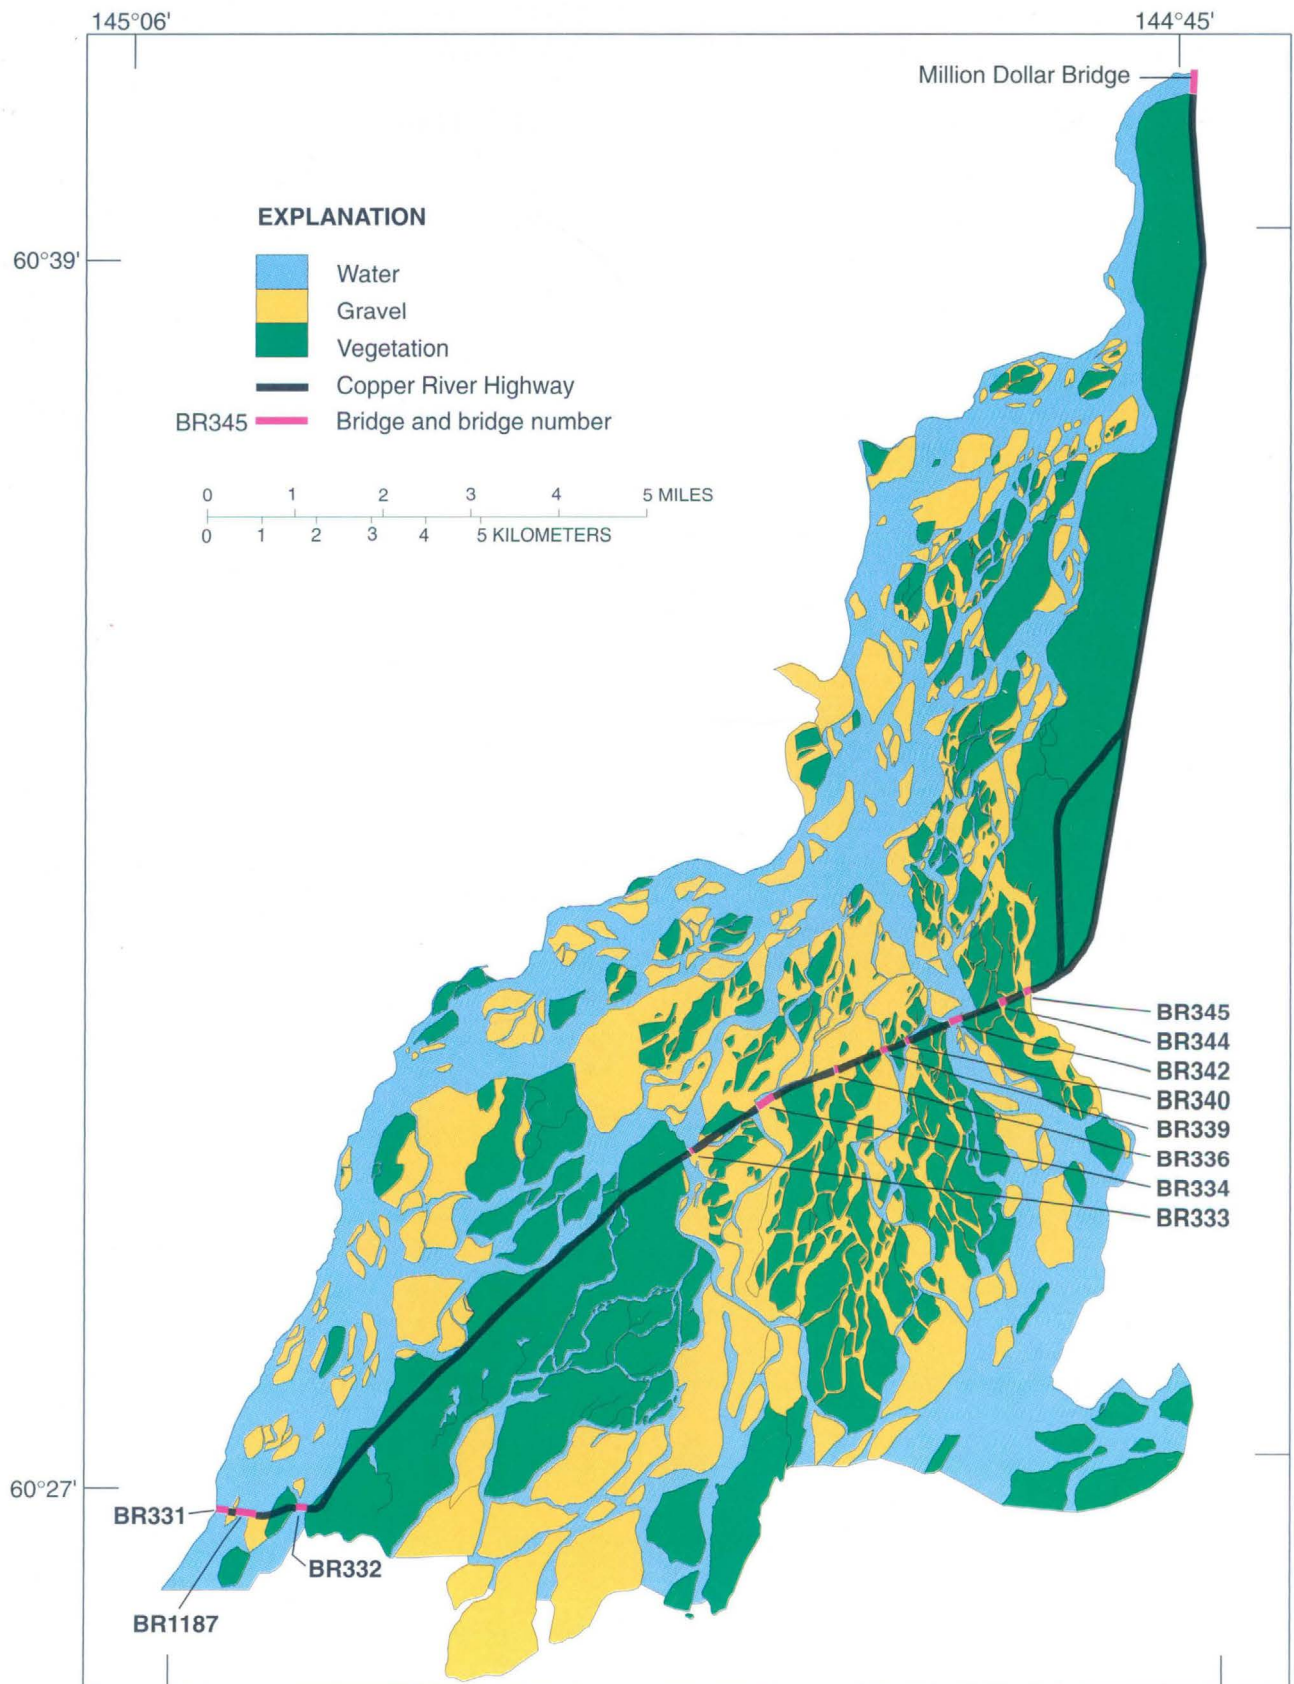 145°06'
144°45'
Million Dollar Bridge
EXPLANATION
60°39'
Water
Gravel
Vegetation
Copper River Highway
BR345
Bridge and bridge number
0 1 2 3 4 5 MILES
0 1 2 3 4 5 KILOMETERS
BR345
BR344
BR342
BR340
BR339
BR336
BR334
BR333
60°27'
BR331
BR332
BR1187